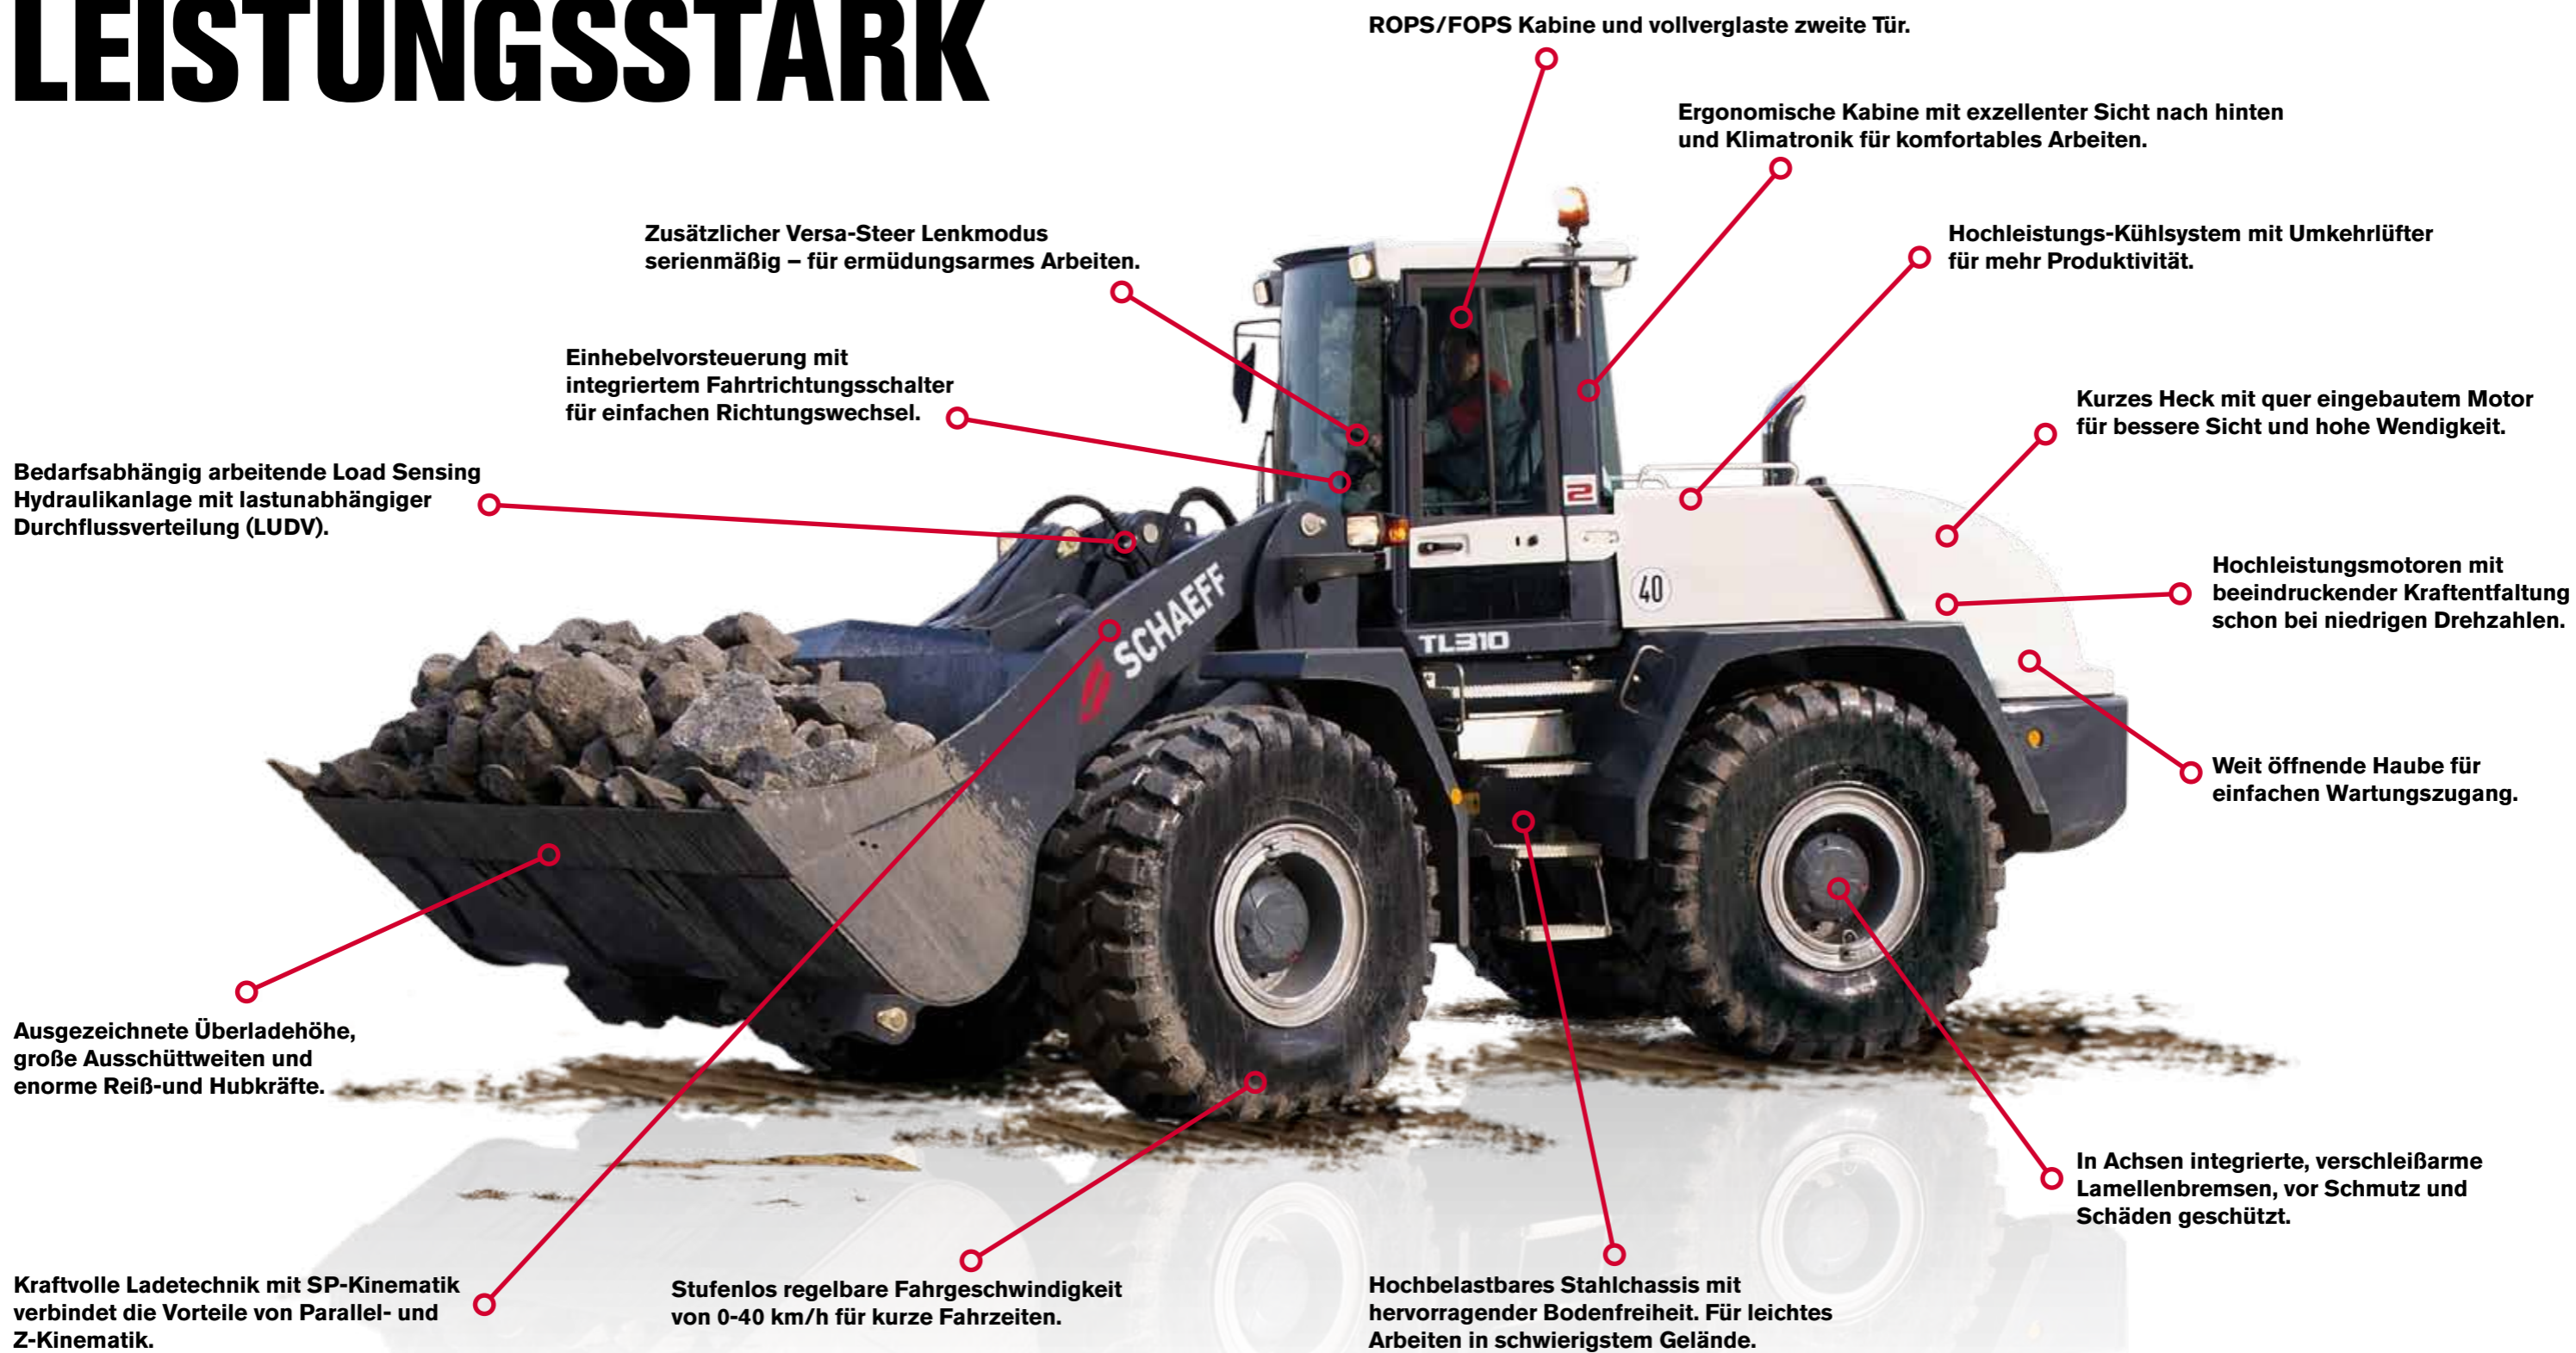 LEISTUNGSSTARK
ROPS/FOPS Kabine und vollverglaste zweite Tür.
Ergonomische Kabine mit exzellenter Sicht nach hinten
und Klimatronik für komfortables Arbeiten.
Zusätzlicher Versa-Steer Lenkmodus
serienmäßig – für ermüdungsarmes Arbeiten.
Hochleistungs-Kühlsystem mit Umkehrlüfter
für mehr Produktivität.
Einhebelvorsteuerung mit
integriertem Fahrtrichtungsschalter
für einfachen Richtungswechsel.
Kurzes Heck mit quer eingebautem Motor
für bessere Sicht und hohe Wendigkeit.
Bedarfsabhängig arbeitende Load Sensing
Hydraulikanlage mit lastunabhängiger
Durchflussverteilung (LUDV).
2
Hochleistungsmotoren mit
beeindruckender Kraftentfaltung
schon bei niedrigen Drehzahlen.
40
SCHAEFF
TL310
Weit öffnende Haube für
einfachen Wartungszugang.
Ausgezeichnete Überladehöhe,
große Ausschüttweiten und
enorme Reiß-und Hubkräfte.
In Achsen integrierte, verschleißarme
Lamellenbremsen, vor Schmutz und
Schäden geschützt.
Kraftvolle Ladetechnik mit SP-Kinematik
verbindet die Vorteile von Parallel- und
Z-Kinematik.
Stufenlos regelbare Fahrgeschwindigkeit
von 0-40 km/h für kurze Fahrzeiten.
Hochbelastbares Stahlchassis mit
hervorragender Bodenfreiheit. Für leichtes
Arbeiten in schwierigstem Gelände.